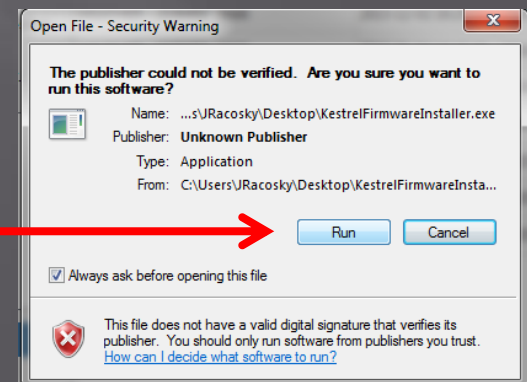 Open File - Security Warning
The publisher could not be verified. Are you sure you want to
run this software?
Name: ...s\JRacosky\Desktop\KestrelFirmwareInstaller.exe
Publisher: Unknown Publisher
Type: Application
From: C:\Users\JRacosky\Desktop\KestrelFirmwareInsta...
Run Cancel
Always ask before opening this file
This file does not have a valid digital signature that verifies its
publisher. You should only run software from publishers you trust.
How can I decide what software to run?